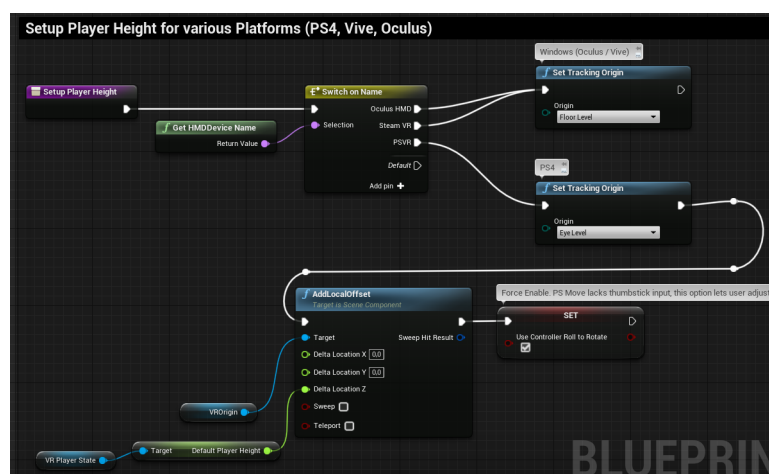 Setup Player Height for various Platforms (PS4, Vive, Oculus)
Windows (Oculus / Vive)
Set Tracking Origin
Origin
Floor Level
Setup Player Height
Switch on Name
Oculus HMD
Selection
Steam VR
PSVR
Default
Add pin
Get HMDDevice Name
Return Value
PS4
Set Tracking Origin
Origin
Eye Level
AddLocalOffset
Target is Scene Component
Target
Sweep Hit Result
Delta Location X 0,0
Delta Location Y 0,0
Delta Location Z
Sweep
Teleport
Force Enable. PS Move lacks thumbstick input, this option lets user adjust
SET
Use Controller Roll to Rotate
VROrigin
VR Player State
Target
Default Player Height
BLUEPRIN